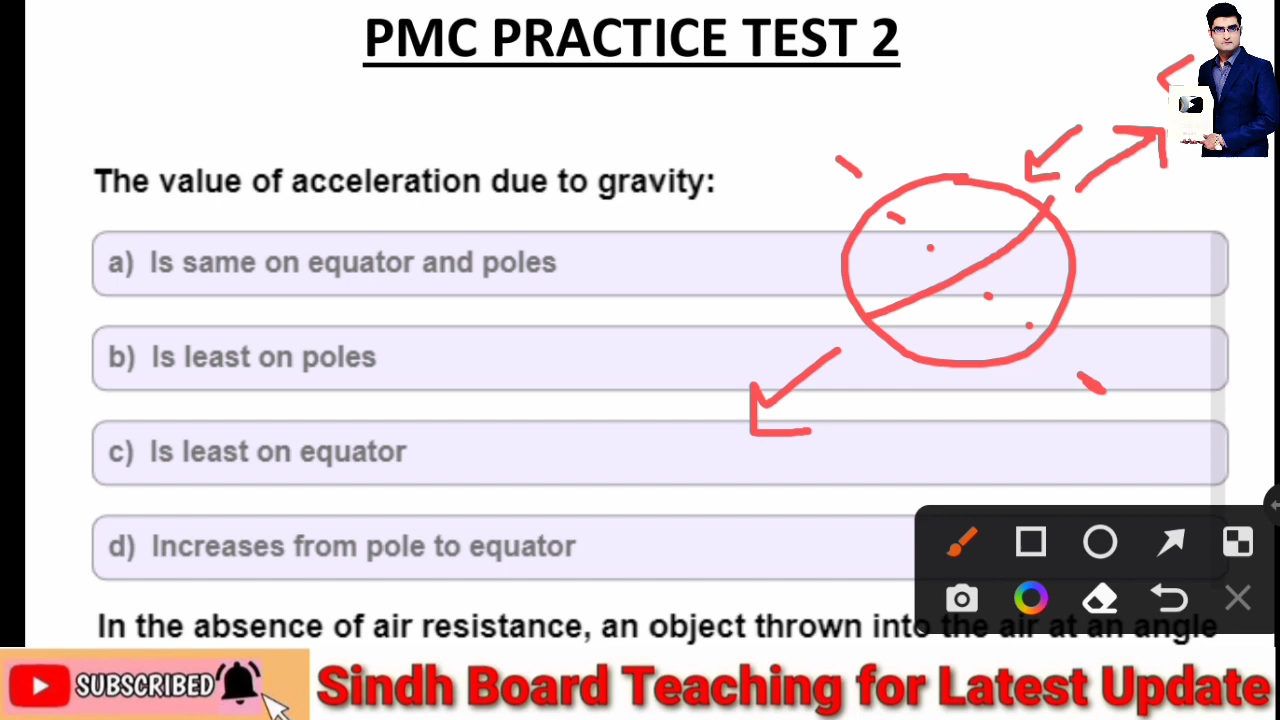 PMC PRACTICE TEST 2
The value of acceleration due to gravity:
a) Is same on equator and poles
b) Is least on poles
c) Is least on equator
d) Increases from pole to equator
In the absence of air resistance, an object thrown into the air at an angle
SUBSCRIBED
Sindh Board Teaching for Latest Update